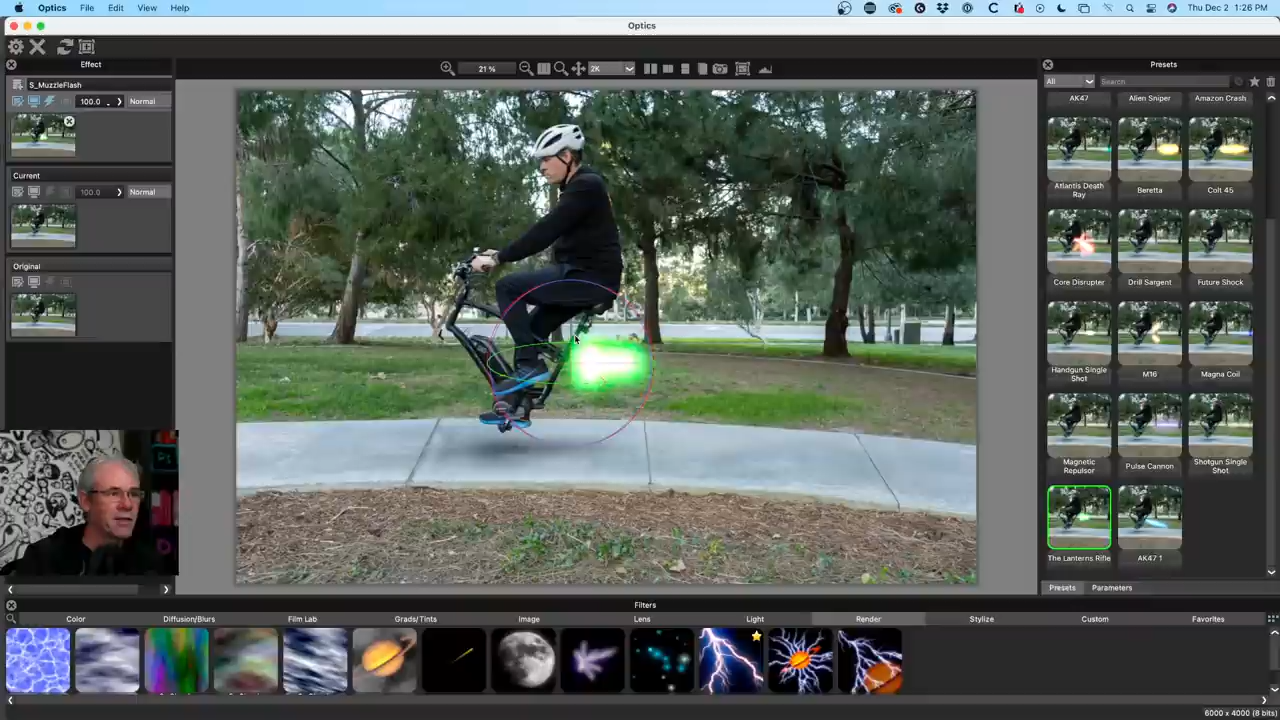 Optics File Edit View Window Help
Thu Dec 2 1:26 PM
Optics
Effect
21 %
2K
Presets
S_MuzzleFlash
All
Search
100.0
Normal
AK47
Alien Sniper
Amazon Crash
Current
100.0
Normal
Atlantis Death Ray
Beretta
Colt 45
Original
Core Disrupter
Drill Sargent
Future Shock
Handgun Single Shot
M16
Magna Coil
Magnetic Repulsor
Pulse Cannon
Shotgun Single Shot
The Lanterns Rifle
AK47 1
Presets
Parameters
Filters
Color
Diffusion/Blurs
Film Lab
Grads/Tints
Image
Lens
Light
Render
Stylize
Custom
Favorites
6000 x 4000 (8 bits)